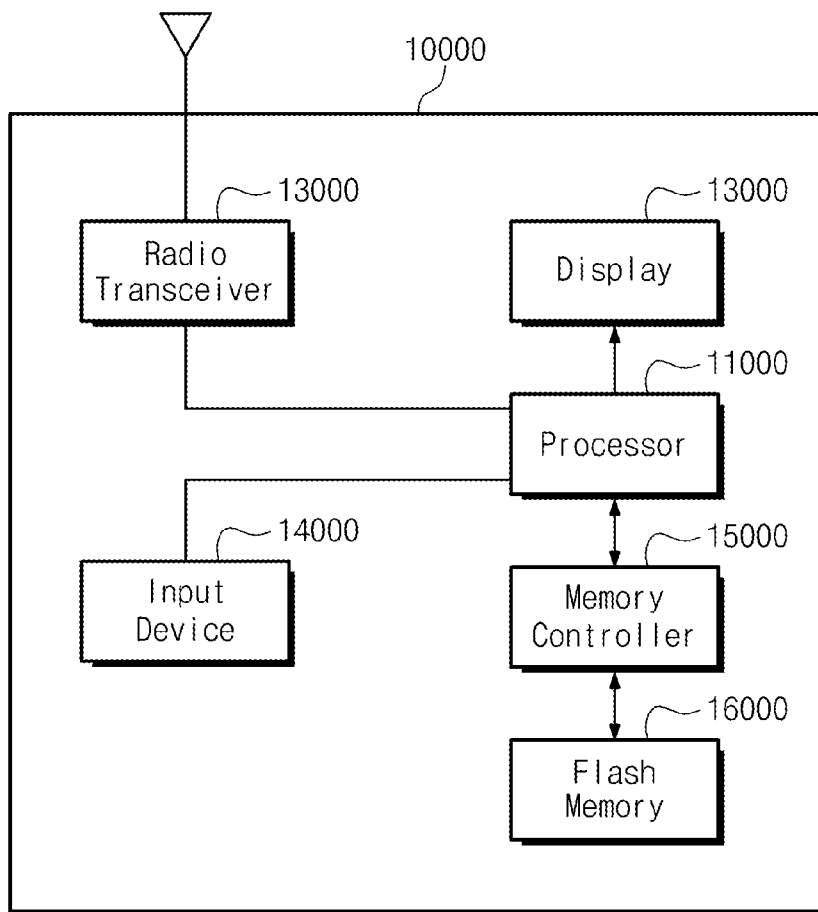 10000
13000
Radio
Transceiver
13000
Display
11000
Processor
14000
Input
Device
15000
Memory
Controller
16000
Flash
Memory